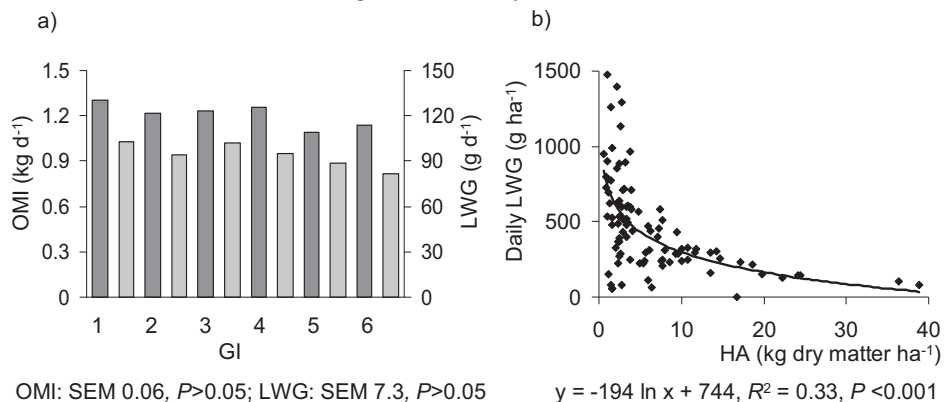 a)
b)
OMI (kg d-1)
1.5
1.2
0.9
0.6
0.3
0
150
120
90
60
30
0
LWG (g d-1)
1 2 3 4 5 6
GI
OMI: SEM 0.06, P>0.05; LWG: SEM 7.3, P>0.05
Daily LWG (g ha-1)
1500
1000
500
0
0 10 20 30 40
HA (kg dry matter ha-1)
y = -194 ln x + 744, R² = 0.33, P <0.001